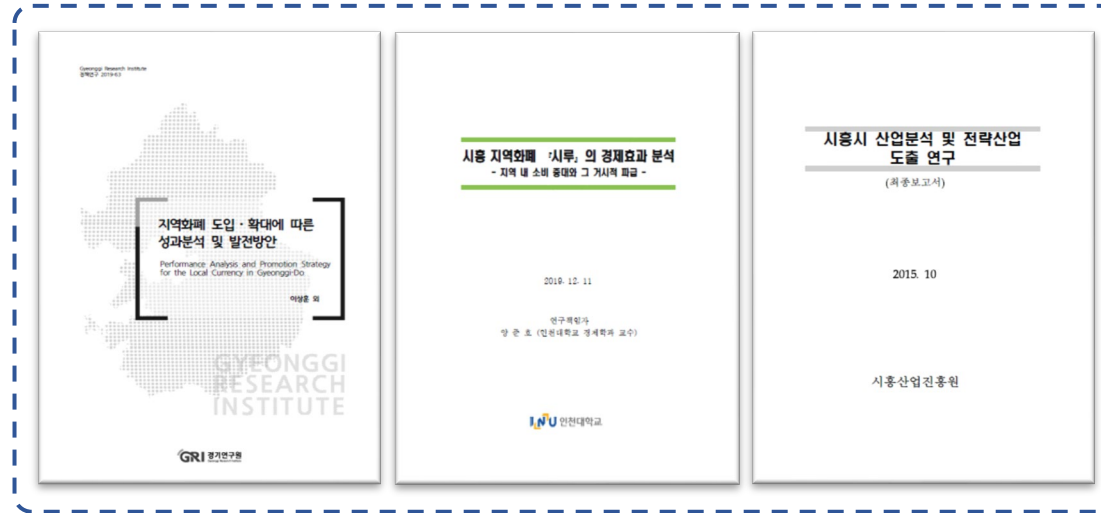 Gyeonggi Research Institute
정책연구 2019-63
지역화폐 도입·확대에 따른
성과분석 및 발전방안
Performance Analysis and Promotion Strategy
for the Local Currency in Gyeonggi-Do
이상훈 외
GYEONGGI
RESEARCH
INSTITUTE
GRI 경기연구원
시흥 지역화폐 『시루』의 경제효과 분석
- 지역 내 소비 증대와 그 거시적 파급 -
2019. 12. 11
연구책임자
양 준 호 (인천대학교 경제학과 교수)
INU 인천대학교
시흥시 산업분석 및 전략산업
도출 연구
(최종보고서)
2015. 10
시흥산업진흥원